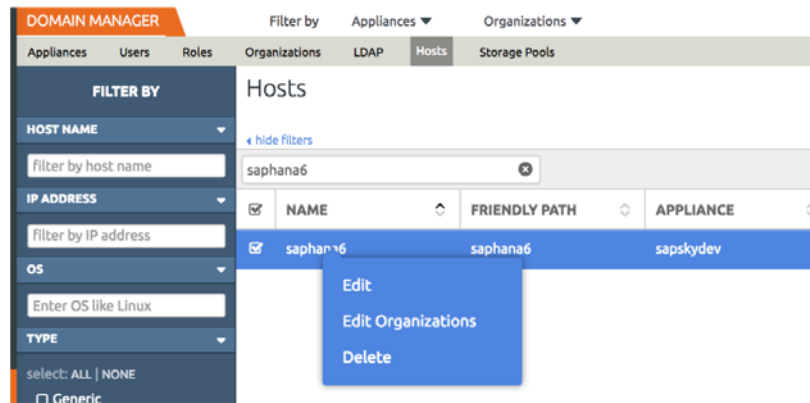 DOMAIN MANAGER Filter by Appliances Organizations
Appliances Users Roles Organizations LDAP Hosts Storage Pools
FILTER BY
Hosts
HOST NAME
hide filters
filter by host name
saphana6
IP ADDRESS
NAME FRIENDLY PATH APPLIANCE
filter by IP address
saphana6 saphana6 sapskydev
OS
Edit
Enter OS like Linux
Edit Organizations
TYPE
Delete
select: ALL | NONE
Generic